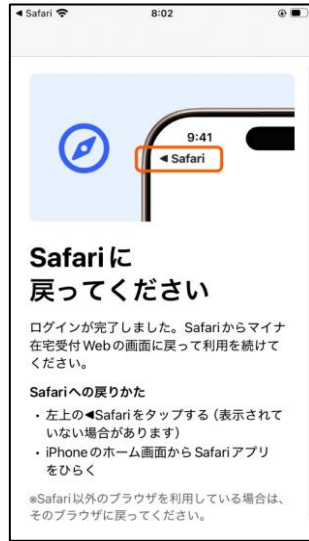 ◀ Safari 8:02
9:41
◀ Safari
Safariに
戻ってください
ログインが完了しました。Safariからマイナ
在宅受付Webの画面に戻って利用を続けて
ください。
Safariへの戻りかた
・左上の◀Safariをタップする（表示されて
いない場合があります）
・iPhoneのホーム画面からSafariアプリ
をひらく
※Safari以外のブラウザを利用している場合は、
そのブラウザに戻ってください。